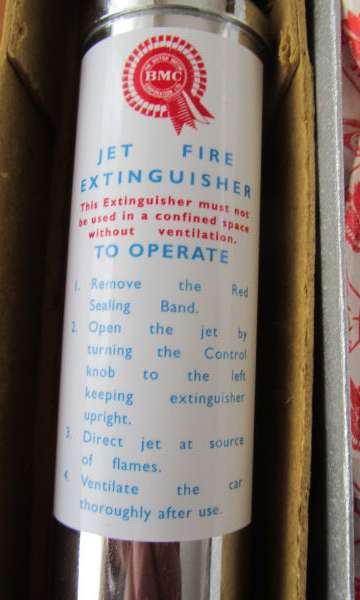 BMC
JET FIRE
EXTINGUISHER
This Extinguisher must not
be used in a confined space
without ventilation.
TO OPERATE
1. Remove the Red
Sealing Band.
2. Open the jet by
turning the Control
knob to the left
keeping extinguisher
upright.
3. Direct jet at source
of flames.
4. Ventilate the car
thoroughly after use.